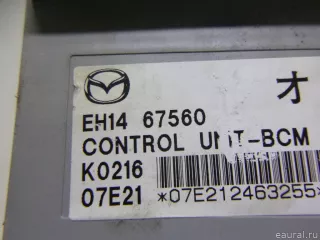 EH14 67560 オ
CONTROL UNIT-BCM
K0216
07E21 *07E212463255*
© eaural.ru